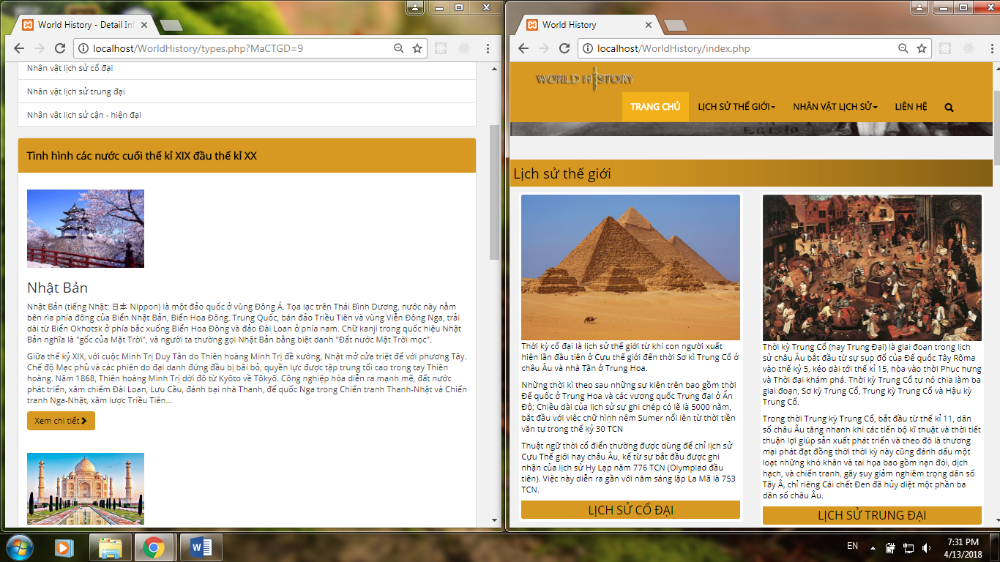 World History - Detail Inf
localhost/WorldHistory/types.php?MaCTGD=9
Nhân vật lịch sử cổ đại
Nhân vật lịch sử trung đại
Nhân vật lịch sử cận - hiện đại
Tình hình các nước cuối thế kỉ XIX đầu thế kỉ XX
Nhật Bản
Nhật Bản (tiếng Nhật: 日本 Nippon) là một đảo quốc ở vùng Đông Á. Tọa lạc trên Thái Bình Dương, nước này nằm
bên rìa phía đông của Biển Nhật Bản, Biển Hoa Đông, Trung Quốc, bán đảo Triều Tiên và vùng Viễn Đông Nga, trải
dài từ Biển Okhotsk ở phía bắc xuống Biển Hoa Đông và đảo Đài Loan ở phía nam. Chữ kanji trong quốc hiệu Nhật
Bản nghĩa là "gốc của Mặt Trời", và người ta thường gọi Nhật Bản bằng biệt danh "Đất nước Mặt Trời mọc".
Giữa thế kỷ XIX, với cuộc Minh Trị Duy Tân do Thiên hoàng Minh Trị đề xướng, Nhật mở cửa triệt để với phương Tây.
Chế độ Mạc phủ và các phiên do đại danh đứng đầu bị bãi bỏ, quyền lực được tập trung tối cao trong tay Thiên
hoàng. Năm 1868, Thiên hoàng Minh Trị dời đô từ Kyōto về Tōkyō. Công nghiệp hóa diễn ra mạnh mẽ, đất nước
phát triển, xâm chiếm Đài Loan, Lưu Cầu, đánh bại nhà Thanh, đế quốc Nga trong Chiến tranh Thanh-Nhật và Chiến
tranh Nga-Nhật, xâm lược Triều Tiên...
Xem chi tiết
World History
localhost/WorldHistory/index.php
WORLD HISTORY
TRANG CHỦ
LỊCH SỬ THẾ GIỚI
NHÂN VẬT LỊCH SỬ
LIÊN HỆ
EGISTO
Lịch sử thế giới
Thời kỳ cổ đại là lịch sử thế giới từ khi con người xuất
hiện lần đầu tiên ở Cựu thế giới đến thời Sơ kì Trung Cổ ở
châu Âu và nhà Tần ở Trung Hoa.
Những thời kì theo sau những sự kiện trên bao gồm thời
Đế quốc ở Trung Hoa và các vương quốc Trung đại ở Ấn
Độ; Chiều dài của lịch sử sự ghi chép có lẽ là 5000 năm,
bắt đầu với việc chữ hình nêm Sumer nổi lên từ thời tiền
văn tự trong thế kỷ 30 TCN
Thuật ngữ thời cổ điển thường được dùng để chỉ lịch sử
Cựu Thế giới hay châu Âu, kể từ sự bắt đầu được ghi
nhận của lịch sử Hy Lạp năm 776 TCN (Olympiad đầu
tiên). Việc này diễn ra gần với năm sáng lập La Mã là 753
TCN.
LỊCH SỬ CỔ ĐẠI
Thời kỳ Trung Cổ (hay Trung Đại) là giai đoạn trong lịch
sử châu Âu bắt đầu từ sự sụp đổ của Đế quốc Tây Rôma
vào thế kỷ 5, kéo dài tới thế kỉ 15, hòa vào thời Phục hưng
và Thời đại khám phá. Thời kỳ Trung Cổ tự nó chia làm ba
giai đoạn, Sơ kỳ Trung Cổ, Trung kỳ Trung Cổ và Hậu kỳ
Trung Cổ.
Trong thời Trung kỳ Trung Cổ, bắt đầu từ thế kỉ 11, dân
số châu Âu tăng nhanh khi các tiến bộ kĩ thuật và thời tiết
thuận lợi giúp sản xuất phát triển và theo đó là thương
mại phát đạt đồng thời thời kỳ này cũng đánh dấu một
loạt những khó khăn và tai họa bao gồm nạn đói, dịch
hạch, và chiến tranh, gây suy giảm nghiêm trọng dân số
Tây Â, chỉ riêng Cái chết Đen đã hủy diệt một phần ba
dân số châu Âu.
LỊCH SỬ TRUNG ĐẠI
EN
7:31 PM
4/13/2018